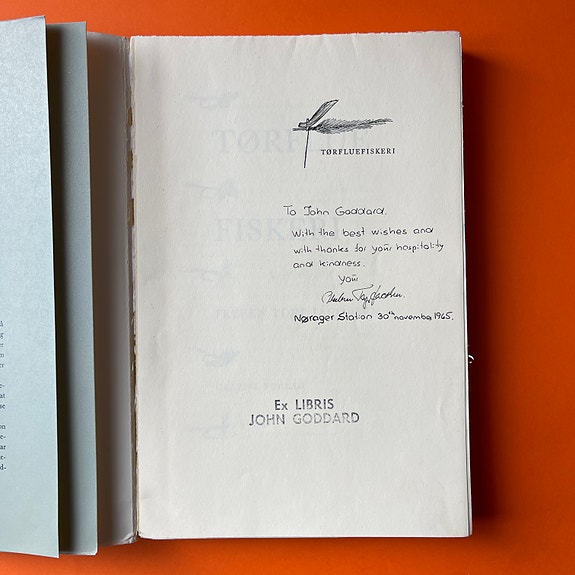 TØRFLUEFISKERI
To John Goddard.
With the best wishes and
with thanks for your hospitality
and kindness.
your
Nørager Station 30th november 1965.
Ex LIBRIS
JOHN GODDARD